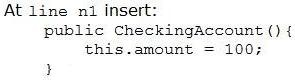 At line n1 insert:
public CheckingAccount(){
this.amount = 100;
}